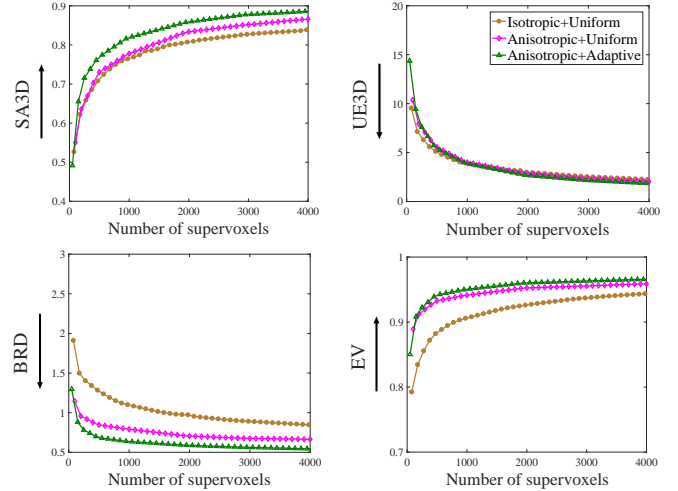 SA3D
0.9
0.8
0.7
0.6
0.5
0.4
0 1000 2000 3000 4000
Number of supervoxels
UE3D
20
15
10
5
0
Isotropic+Uniform
Anisotropic+Uniform
Anisotropic+Adaptive
0 1000 2000 3000 4000
Number of supervoxels
BRD
3
2.5
2
1.5
1
0.5
0 1000 2000 3000 4000
Number of supervoxels
EV
1
0.9
0.8
0.7
0 1000 2000 3000 4000
Number of supervoxels